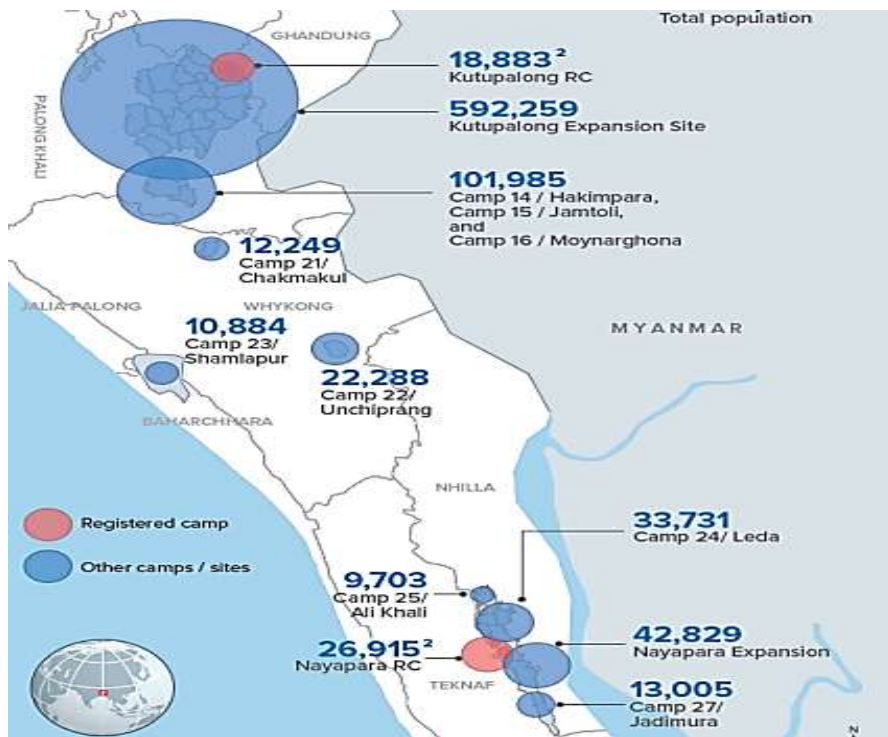 Total population
GHANDUNG
18,883²
Kutupalong RC
PALONG KHALI
592,259
Kutupalong Expansion Site
101,985
Camp 14 / Hakimpara,
Camp 15 / Jamtoli,
and
Camp 16 / Moynarghona
12,249
Camp 21/
Chakmakul
JALIA PALONG
WHYKONG
10,884
Camp 23/
Shamlapur
MYANMAR
22,288
Camp 22/
Unchiprang
BAHARCHHARA
NHILLA
33,731
Camp 24/ Leda
Registered camp
Other camps / sites
9,703
Camp 25/
Ali Khali
26,915²
Nayapara RC
42,829
Nayapara Expansion
TEKNAF
13,005
Camp 27/
Jadimura
N